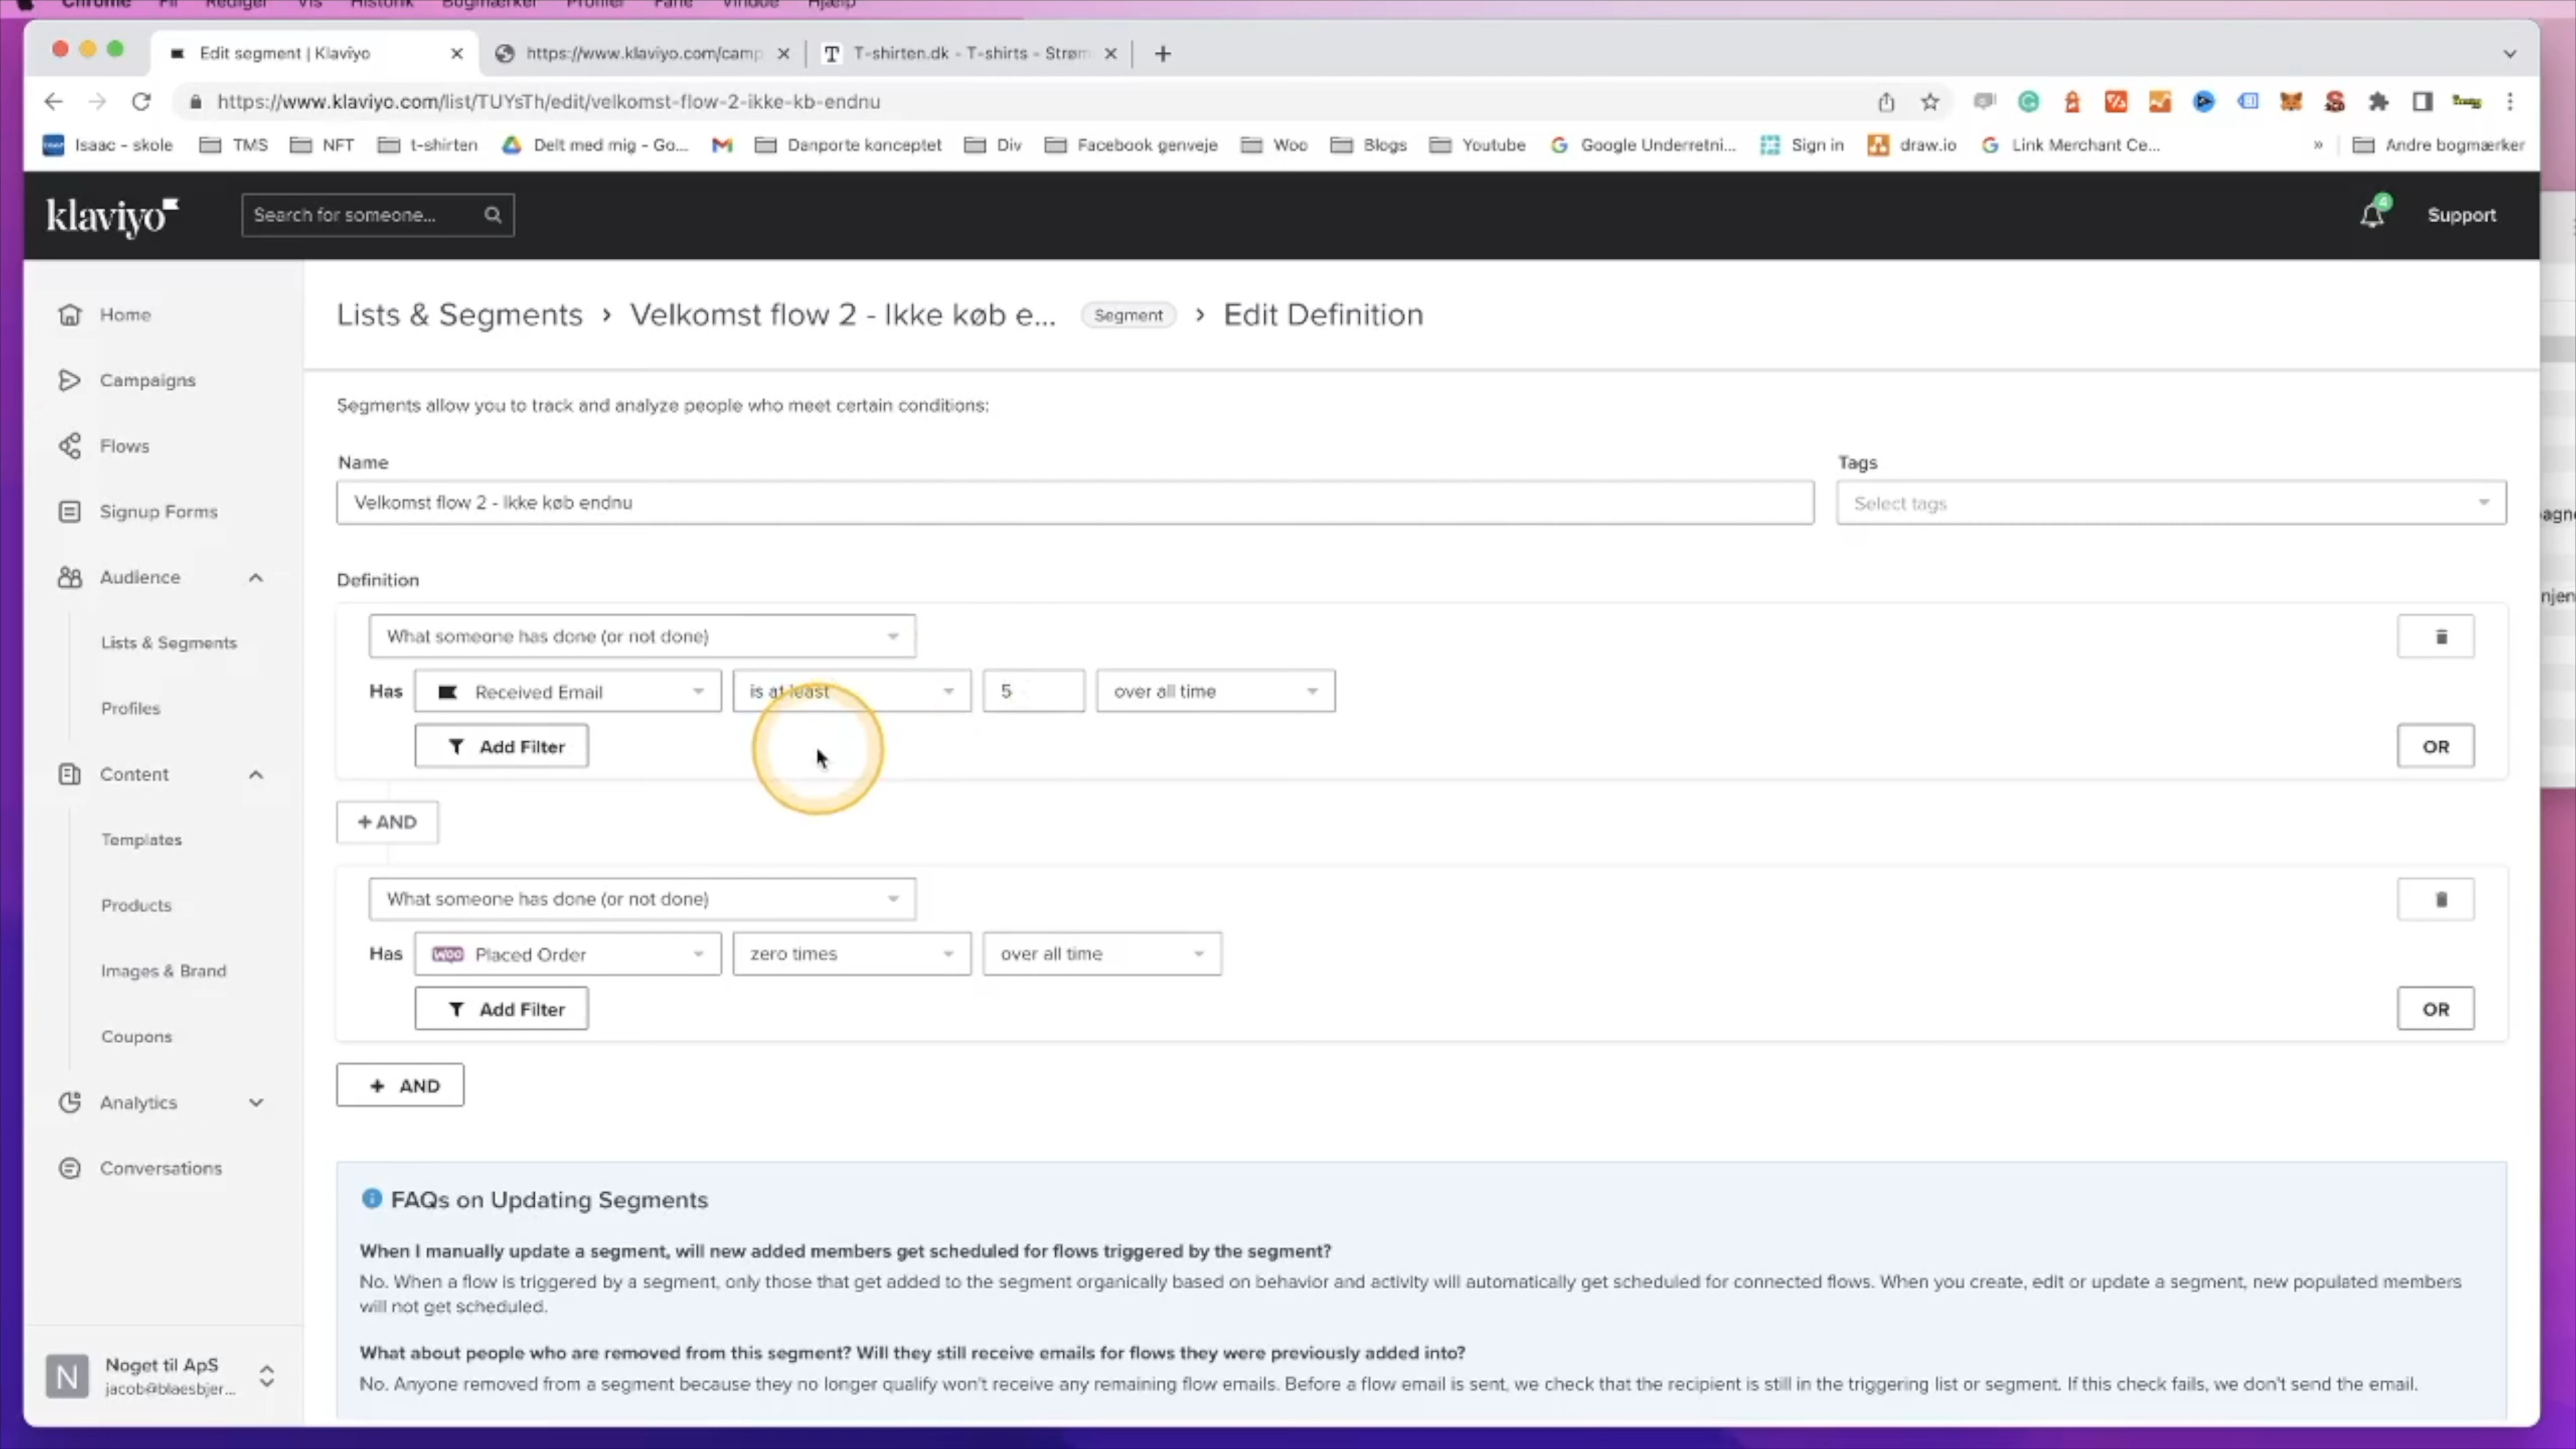 Chrome Fil Rediger Vis Historik Bogmærker Profiler Fane Vindue Hjælp
Edit segment | Klaviyo
https://www.klaviyo.com/camp
T-shirten.dk - T-shirts - Strøm
https://www.klaviyo.com/list/TUYsTh/edit/velkomst-flow-2-ikke-kb-endnu
Isaac - skole TMS NFT t-shirten Delt med mig - Go... Danporte konceptet Div Facebook genveje Woo Blogs Youtube Google Underretni... Sign in draw.io Link Merchant Ce... » Andre bogmærker
klaviyo
Search for someone...
4
Support
Home
Campaigns
Flows
Signup Forms
Audience
Lists & Segments
Profiles
Content
Templates
Products
Images & Brand
Coupons
Analytics
Conversations
N
Noget til ApS
jacob@blaesbjer...
Lists & Segments › Velkomst flow 2 - Ikke køb e... Segment › Edit Definition
Segments allow you to track and analyze people who meet certain conditions:
Name
Velkomst flow 2 - Ikke køb endnu
Tags
Select tags
Definition
What someone has done (or not done)
Has Received Email is at least 5 over all time
Add Filter
OR
+ AND
What someone has done (or not done)
Has Woo Placed Order zero times over all time
Add Filter
OR
+ AND
FAQs on Updating Segments
When I manually update a segment, will new added members get scheduled for flows triggered by the segment?
No. When a flow is triggered by a segment, only those that get added to the segment organically based on behavior and activity will automatically get scheduled for connected flows. When you create, edit or update a segment, new populated members
will not get scheduled.
What about people who are removed from this segment? Will they still receive emails for flows they were previously added into?
No. Anyone removed from a segment because they no longer qualify won't receive any remaining flow emails. Before a flow email is sent, we check that the recipient is still in the triggering list or segment. If this check fails, we don't send the email.